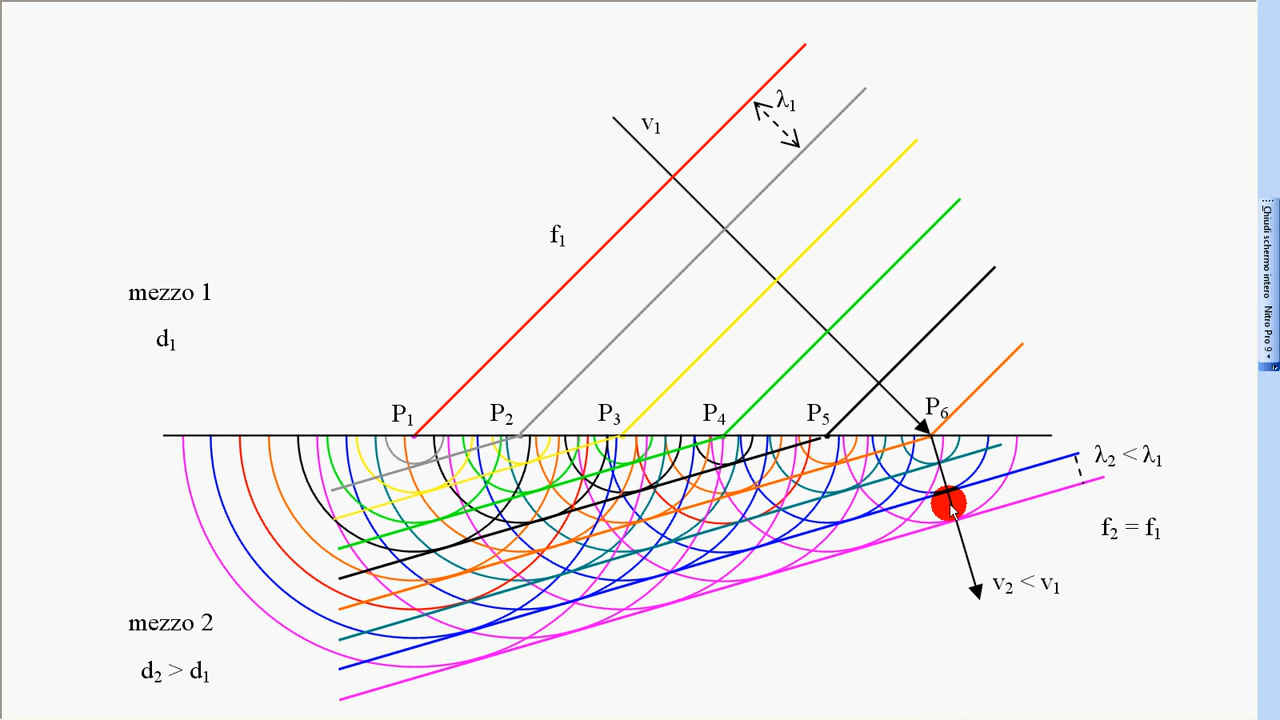 λ₁
v₁
f₁
mezzo 1
d₁
P₁ P₂ P₃ P₄ P₅ P₆
λ₂ < λ₁
f₂ = f₁
v₂ < v₁
mezzo 2
d₂ > d₁
Chiudi schermo intero Nitro Pro 9